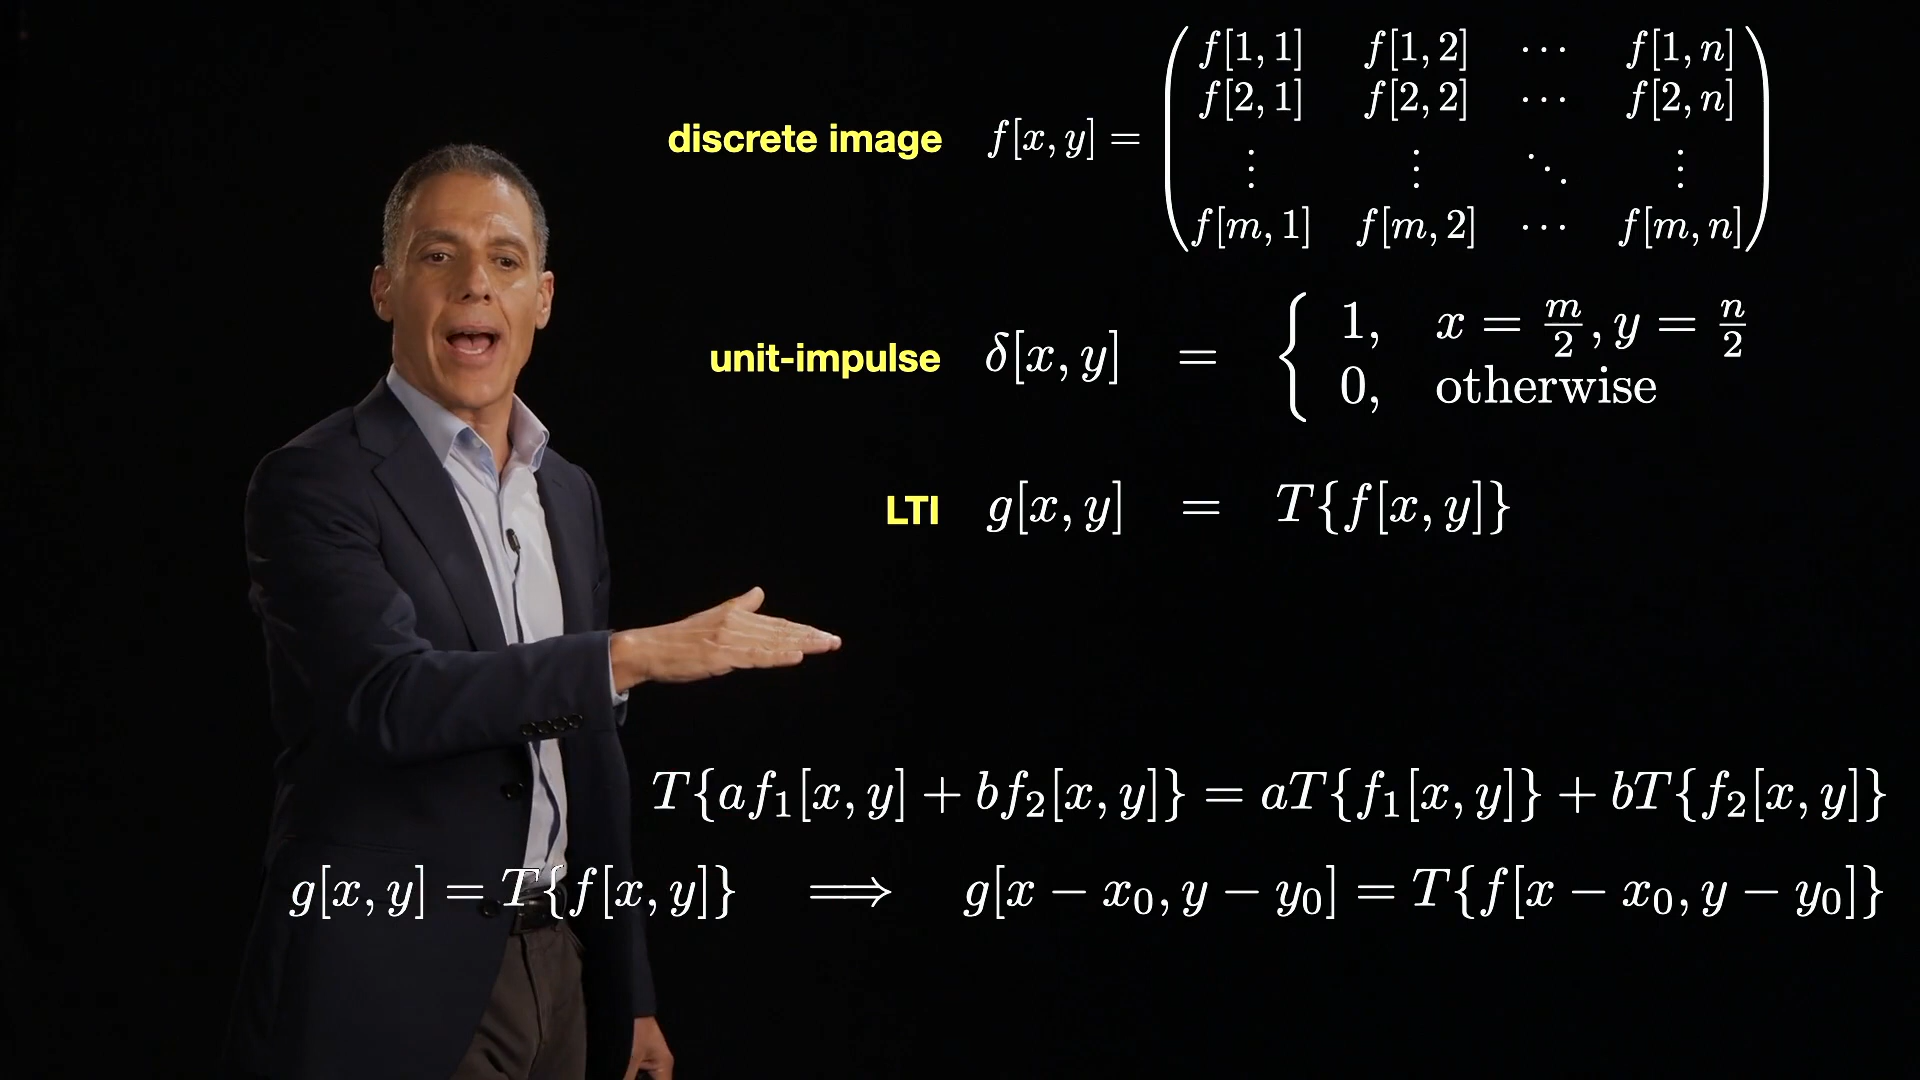 discrete image f[x, y] = ( f[1, 1] f[1, 2] ⋯ f[1, n]
f[2, 1] f[2, 2] ⋯ f[2, n]
⋮ ⋮ ⋱ ⋮
f[m, 1] f[m, 2] ⋯ f[m, n] )
unit-impulse δ[x, y] = { 1, x = m/2, y = n/2
0, otherwise
LTI g[x, y] = T{f[x, y]}
T{af₁[x, y] + bf₂[x, y]} = aT{f₁[x, y]} + bT{f₂[x, y]}
g[x, y] = T{f[x, y]} ⟹ g[x − x₀, y − y₀] = T{f[x − x₀, y − y₀]}